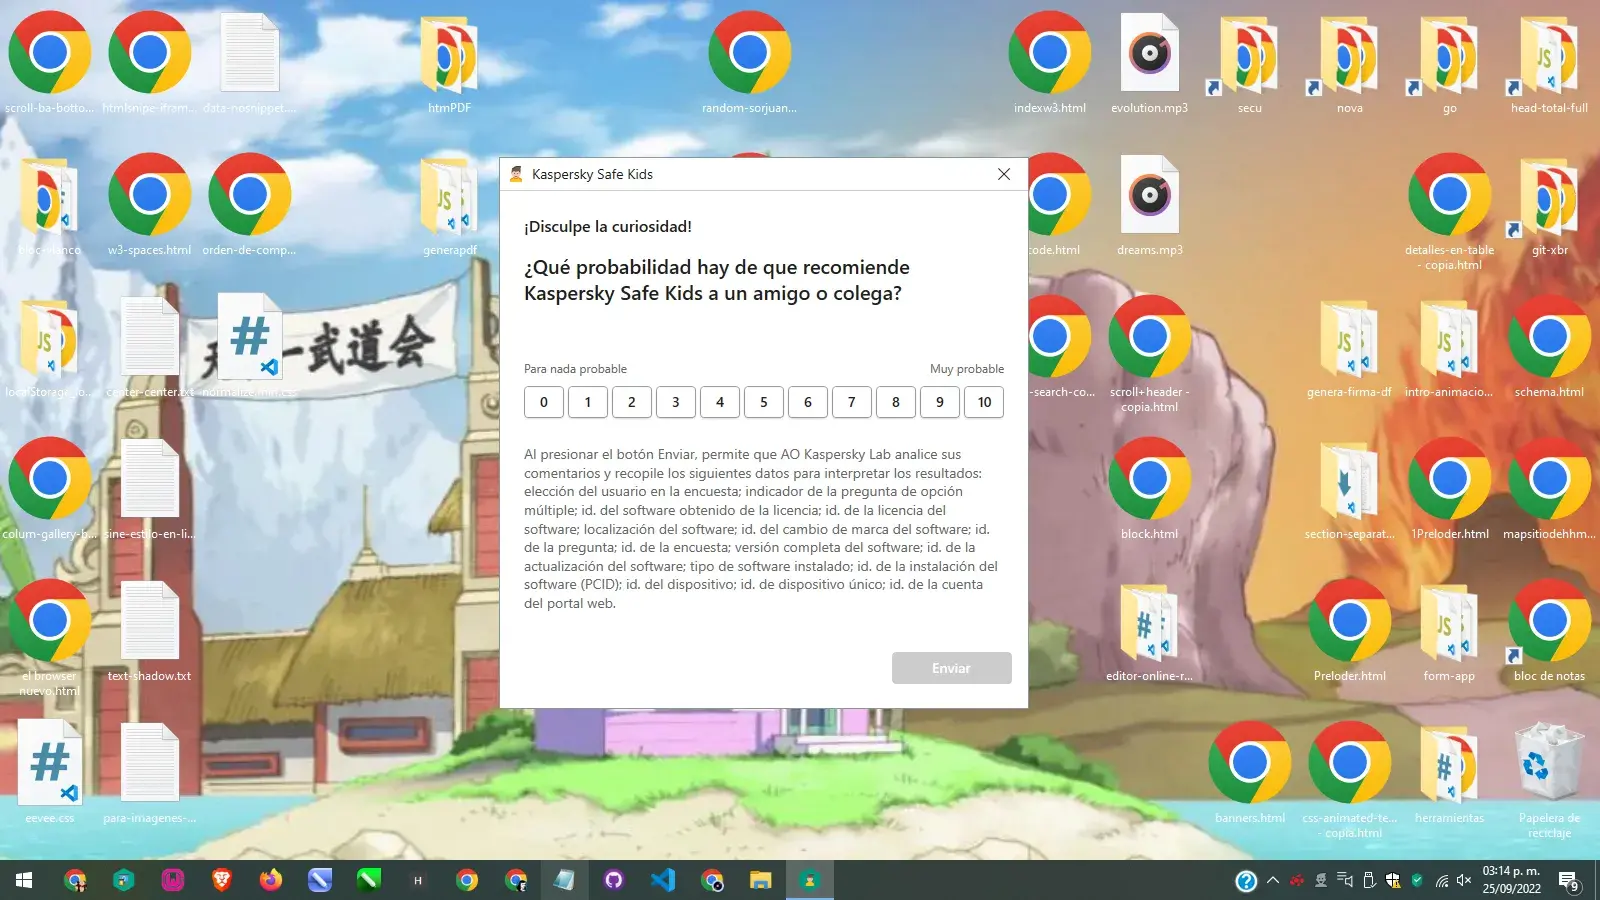 scroll-ba-botto...
htmlsnipe-ifram...
data-nosnippet....
htmPDF
random-sorjuan...
indexw3.html
evolution.mp3
secu
nova
go
head-total-full
Kaspersky Safe Kids
¡Disculpe la curiosidad!
¿Qué probabilidad hay de que recomiende
Kaspersky Safe Kids a un amigo o colega?
Para nada probable
Muy probable
0 1 2 3 4 5 6 7 8 9 10
Al presionar el botón Enviar, permite que AO Kaspersky Lab analice sus
comentarios y recopile los siguientes datos para interpretar los resultados:
elección del usuario en la encuesta; indicador de la pregunta de opción
múltiple; id. del software obtenido de la licencia; id. de la licencia del
software; localización del software; id. del cambio de marca del software; id.
de la pregunta; id. de la encuesta; versión completa del software; id. de la
actualización del software; tipo de software instalado; id. de la instalación del
software (PCID); id. del dispositivo; id. de dispositivo único; id. de la cuenta
del portal web.
Enviar
w3-spaces.html
orden-de-comp...
generapdf
code.html
dreams.mp3
detalles-en-table
- copia.html
git-xbr
天
一武道会
JS
#
center-center.txt
normalize.min.css
-search-co...
scroll+header -
copia.html
genera-firma-df
intro-animacio...
schema.html
colum-gallery-b...
sine-estilo-en-li...
block.html
section-separat...
1Preloder.html
mapsitiodehhm...
el browser
nuevo.html
text-shadow.txt
editor-online-r...
Preloder.html
form-app
bloc de notas
eevee.css
para-imagenes-...
banners.html
css-animated-te...
- copia.html
herramientas
Papelera de
reciclaje
H
03:14 p. m.
25/09/2022
9